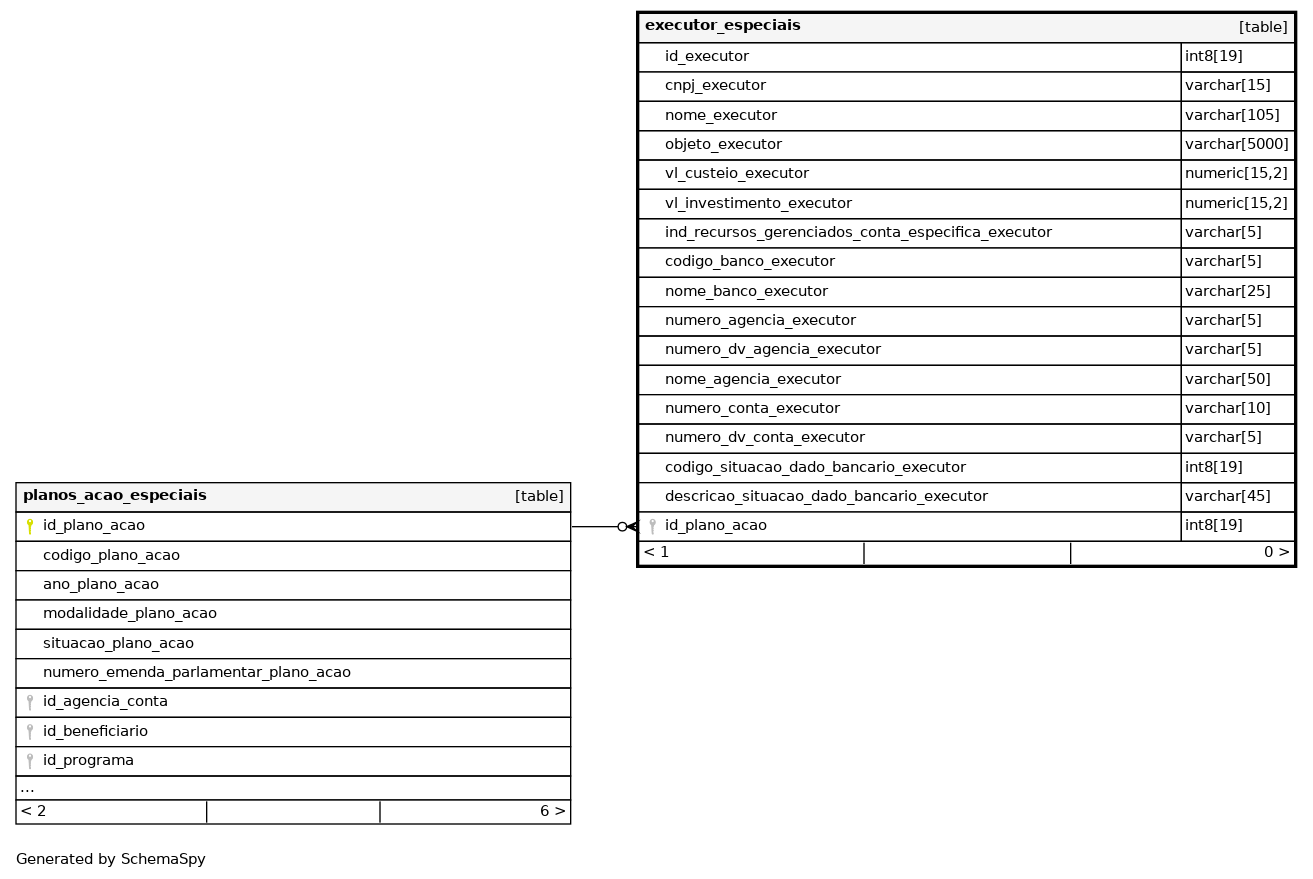 executor_especiais [table]
id_executor int8[19]
cnpj_executor varchar[15]
nome_executor varchar[105]
objeto_executor varchar[5000]
vl_custeio_executor numeric[15,2]
vl_investimento_executor numeric[15,2]
ind_recursos_gerenciados_conta_especifica_executor varchar[5]
codigo_banco_executor varchar[5]
nome_banco_executor varchar[25]
numero_agencia_executor varchar[5]
numero_dv_agencia_executor varchar[5]
nome_agencia_executor varchar[50]
numero_conta_executor varchar[10]
numero_dv_conta_executor varchar[5]
codigo_situacao_dado_bancario_executor int8[19]
descricao_situacao_dado_bancario_executor varchar[45]
id_plano_acao int8[19]
< 1 0 >
planos_acao_especiais [table]
id_plano_acao
codigo_plano_acao
ano_plano_acao
modalidade_plano_acao
situacao_plano_acao
numero_emenda_parlamentar_plano_acao
id_agencia_conta
id_beneficiario
id_programa
...
< 2 6 >
Generated by SchemaSpy